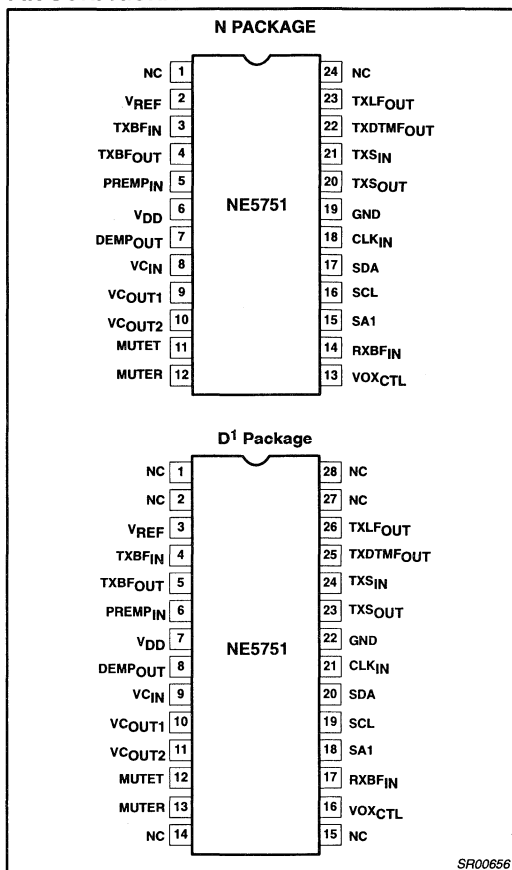 N PACKAGE
NC 1 24 NC
VREF 2 23 TXLFOUT
TXBFIN 3 22 TXDTMFOUT
TXBFOUT 4 21 TXSIN
PREMPIN 5 20 TXSOUT
NE5751
VDD 6 19 GND
DEMPOUT 7 18 CLKIN
VCIN 8 17 SDA
VCOUT1 9 16 SCL
VCOUT2 10 15 SA1
MUTET 11 14 RXBFIN
MUTER 12 13 VOXCTL
D1 Package
NC 1 28 NC
NC 2 27 NC
VREF 3 26 TXLFOUT
TXBFIN 4 25 TXDTMFOUT
TXBFOUT 5 24 TXSIN
PREMPIN 6 23 TXSOUT
VDD 7 NE5751 22 GND
DEMPOUT 8 21 CLKIN
VCIN 9 20 SDA
VCOUT1 10 19 SCL
VCOUT2 11 18 SA1
MUTET 12 17 RXBFIN
MUTER 13 16 VOXCTL
NC 14 15 NC
SR00656